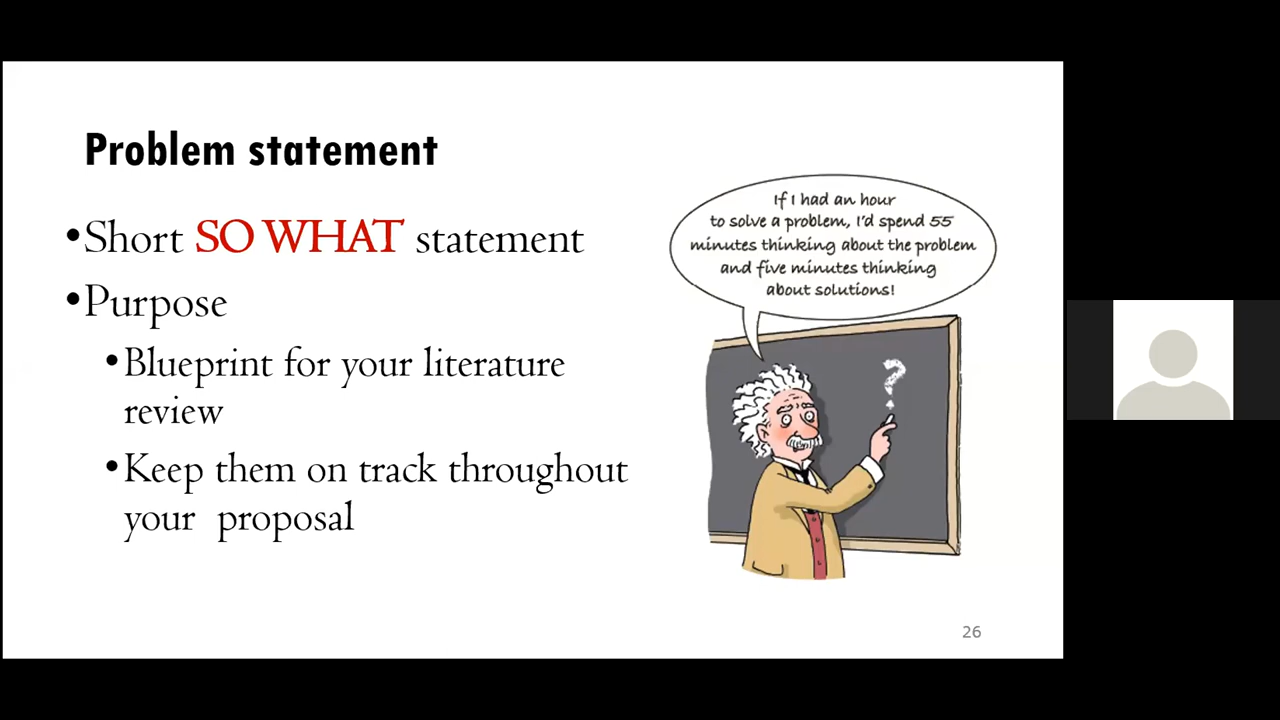 Problem statement
•Short SO WHAT statement
•Purpose
•Blueprint for your literature
review
•Keep them on track throughout
your  proposal
If I had an hour
to solve a problem, I'd spend 55
minutes thinking about the problem
and five minutes thinking
about solutions!
?
26